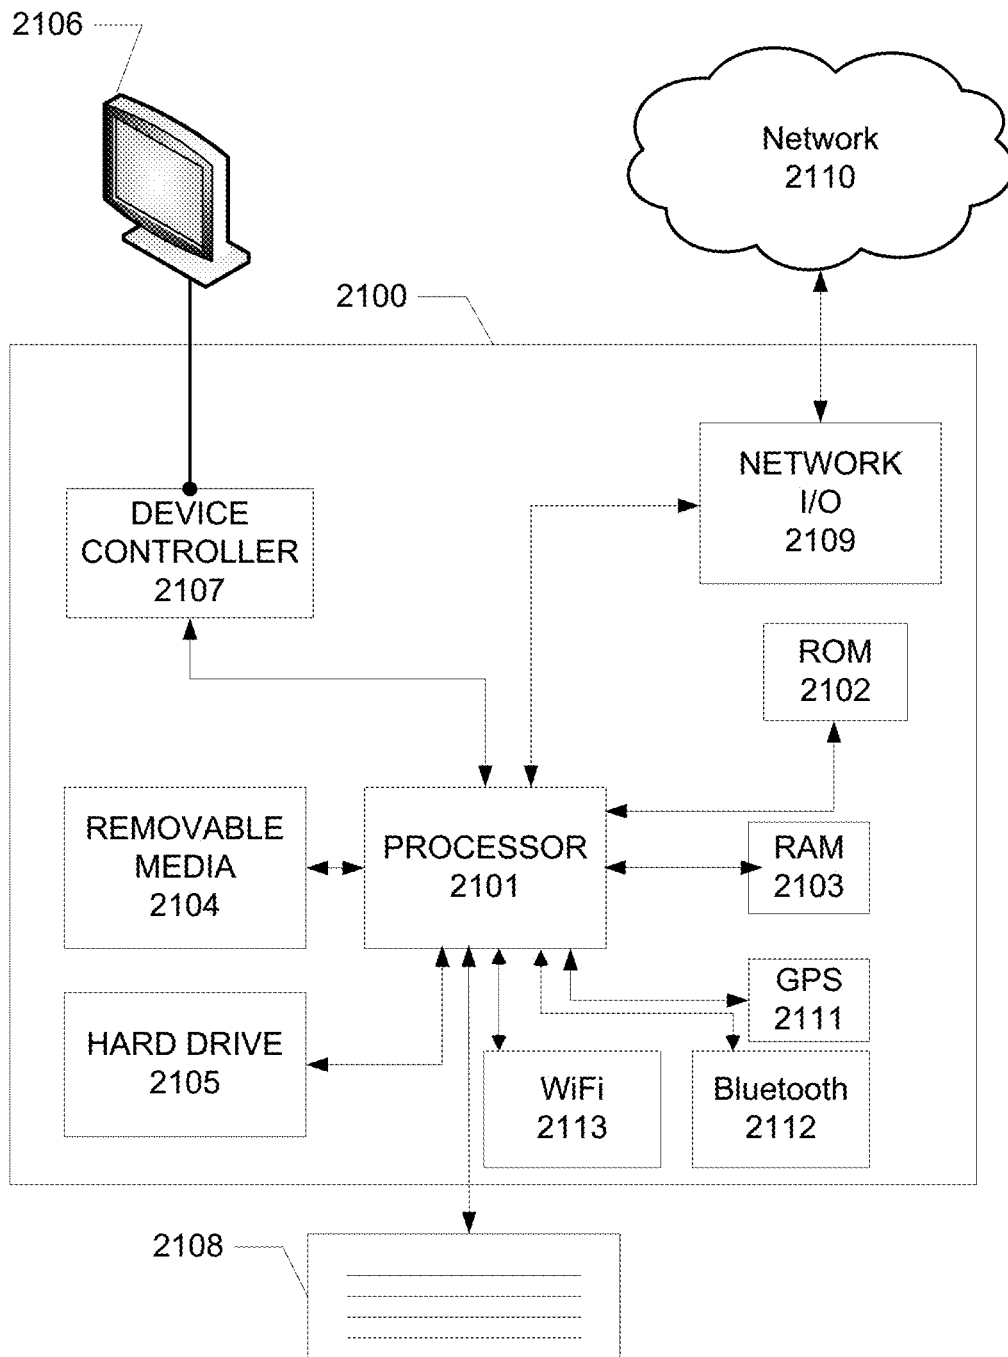 2106
Network
2110
2100
NETWORK
I/O
2109
DEVICE
CONTROLLER
2107
ROM
2102
REMOVABLE
MEDIA
2104
PROCESSOR
2101
RAM
2103
GPS
2111
HARD DRIVE
2105
WiFi
2113
Bluetooth
2112
2108